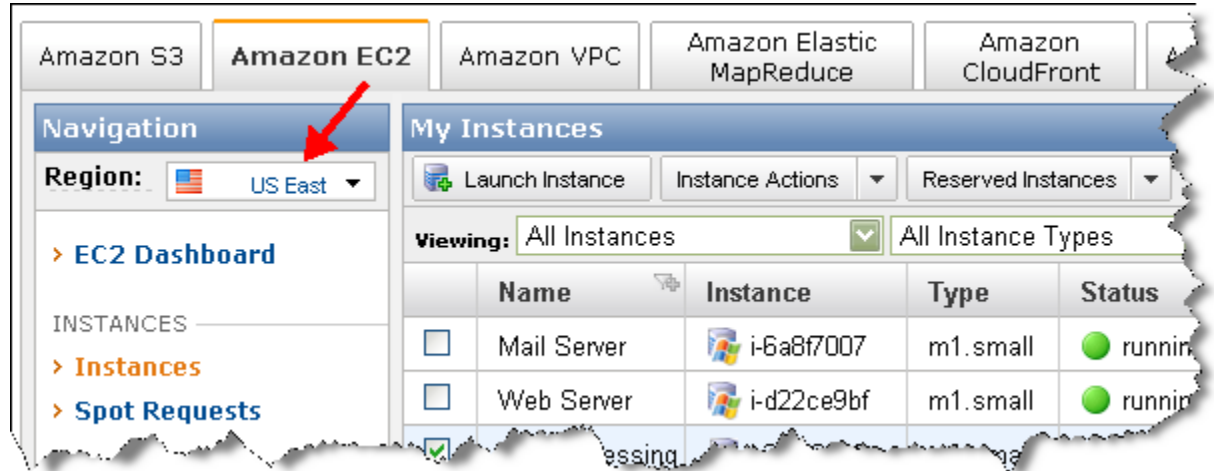 Amazon S3
Amazon EC2
Amazon VPC
Amazon Elastic
MapReduce
Amazon
CloudFront
Navigation
Region: US East
> EC2 Dashboard
INSTANCES
> Instances
> Spot Requests
My Instances
Launch Instance Instance Actions Reserved Instances
Viewing: All Instances All Instance Types
Name Instance Type Status
Mail Server i-6a8f7007 m1.small
Web Server i-d22ce9bf m1.small